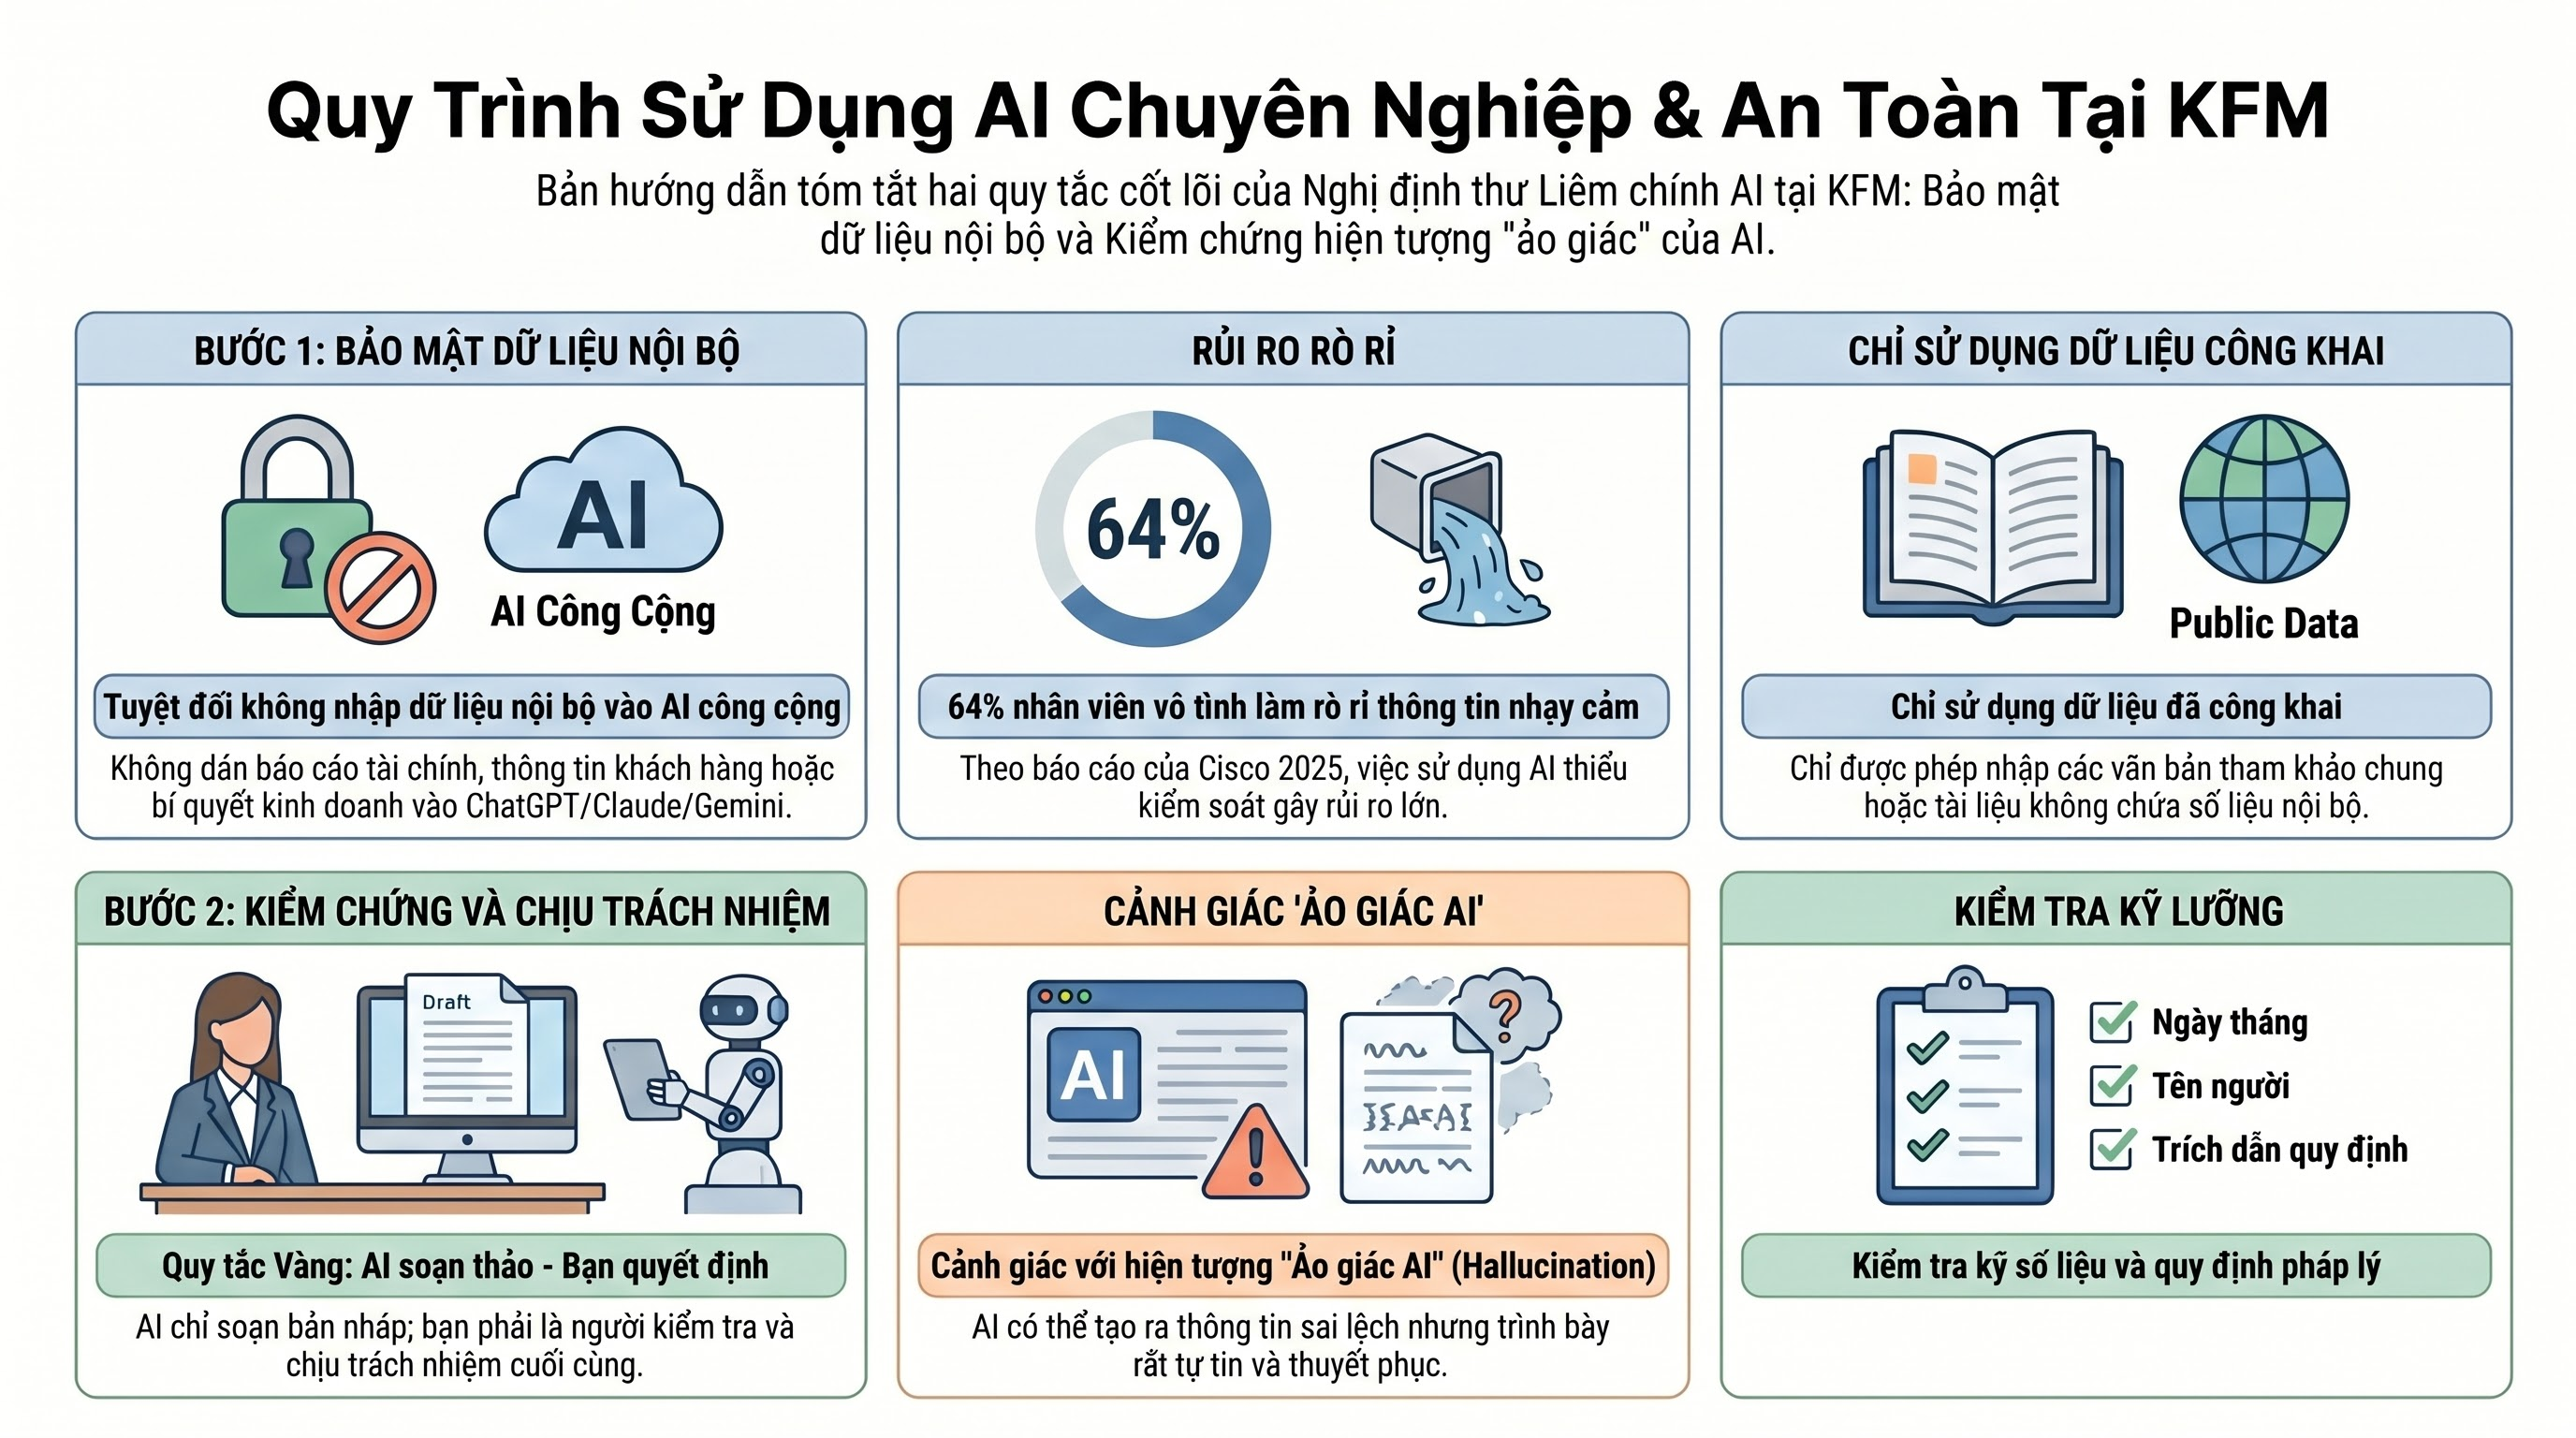 Quy Trình Sử Dụng AI Chuyên Nghiệp & An Toàn Tại KFM
Bản hướng dẫn tóm tắt hai quy tắc cốt lõi của Nghị định thư Liêm chính AI tại KFM: Bảo mật
dữ liệu nội bộ và Kiểm chứng hiện tượng "ảo giác" của AI.
BƯỚC 1: BẢO MẬT DỮ LIỆU NỘI BỘ
AI
AI Công Cộng
Tuyệt đối không nhập dữ liệu nội bộ vào AI công cộng
Không dán báo cáo tài chính, thông tin khách hàng hoặc
bí quyết kinh doanh vào ChatGPT/Claude/Gemini.
RỦI RO RÒ RỈ
64%
64% nhân viên vô tình làm rò rỉ thông tin nhạy cảm
Theo báo cáo của Cisco 2025, việc sử dụng AI thiếu
kiểm soát gây rủi ro lớn.
CHỈ SỬ DỤNG DỮ LIỆU CÔNG KHAI
Public Data
Chỉ sử dụng dữ liệu đã công khai
Chỉ được phép nhập các văn bản tham khảo chung
hoặc tài liệu không chứa số liệu nội bộ.
BƯỚC 2: KIỂM CHỨNG VÀ CHỊU TRÁCH NHIỆM
Draft
Quy tắc Vàng: AI soạn thảo - Bạn quyết định
AI chỉ soạn bản nháp; bạn phải là người kiểm tra và
chịu trách nhiệm cuối cùng.
CẢNH GIÁC 'ẢO GIÁC AI'
AI
?
Cảnh giác với hiện tượng "Ảo giác AI" (Hallucination)
AI có thể tạo ra thông tin sai lệch nhưng trình bày
rất tự tin và thuyết phục.
KIỂM TRA KỸ LƯỠNG
Ngày tháng
Tên người
Trích dẫn quy định
Kiểm tra kỹ số liệu và quy định pháp lý